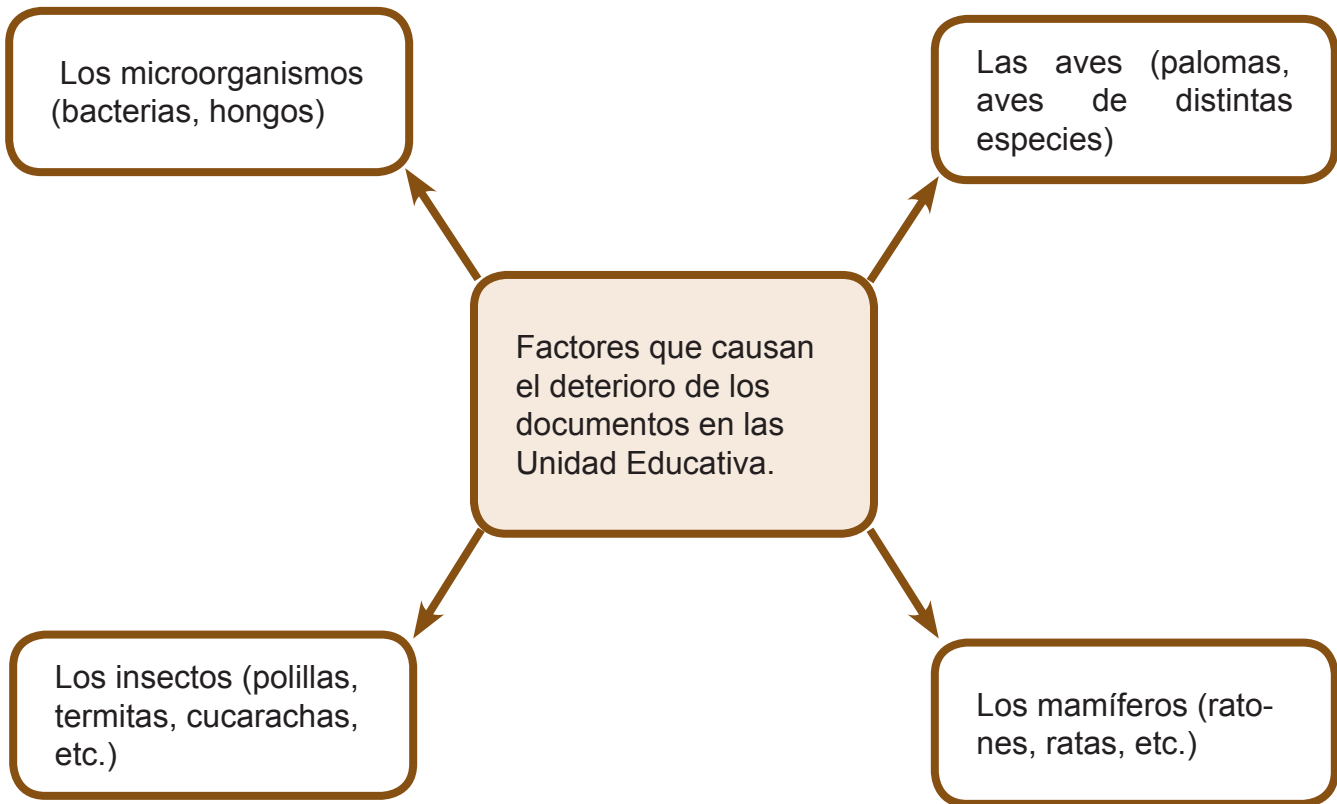 Los microorganismos
(bacterias, hongos)
Las aves (palomas,
aves de distintas
especies)
Factores que causan
el deterioro de los
documentos en las
Unidad Educativa.
Los insectos (polillas,
termitas, cucarachas,
etc.)
Los mamíferos (rato-
nes, ratas, etc.)